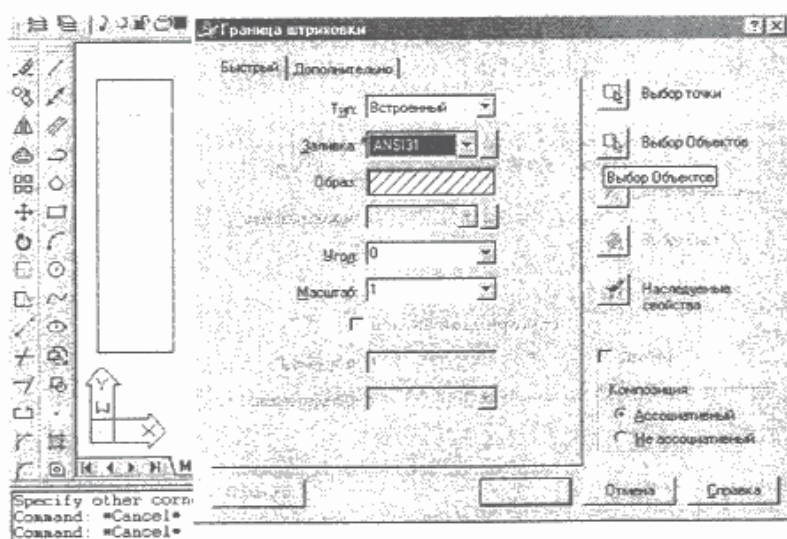 Граница штриховки
Быстрый Дополнительно
Тип: Встроенный
Заливка: ANSI31
Образ:
Угол: 0
Масштаб: 1
Выбор точки
Выбор Объектов
Выбор Объектов
Наследуемые
свойства
Композиция
Ассоциативный
Не ассоциативный
Отмена Справка
Y
W
X
M
Specify other corn
Command: *Cancel*
Command: *Cancel*